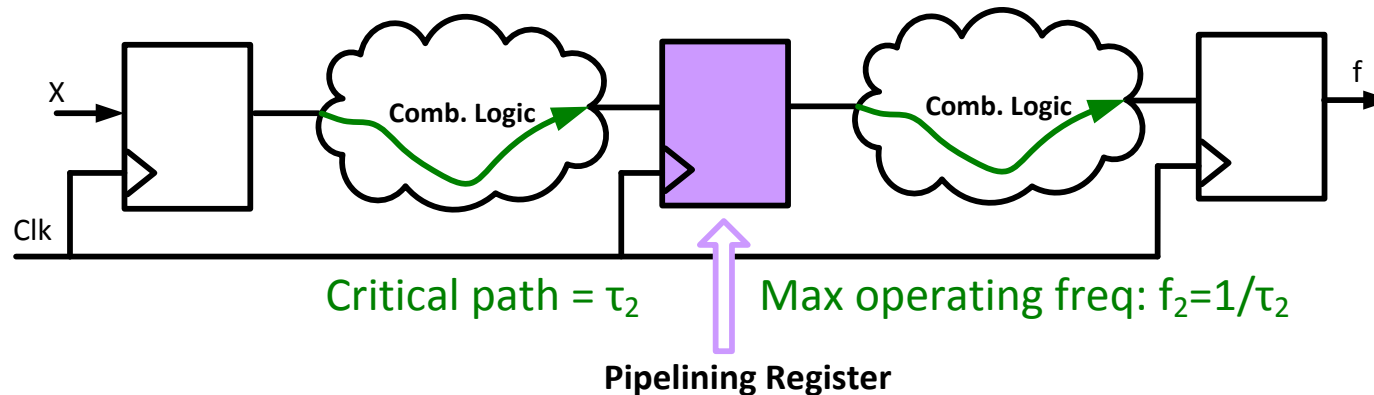 X
Comb. Logic
Comb. Logic
f
Clk
Critical path = τ₂
Max operating freq: f₂=1/τ₂
Pipelining Register